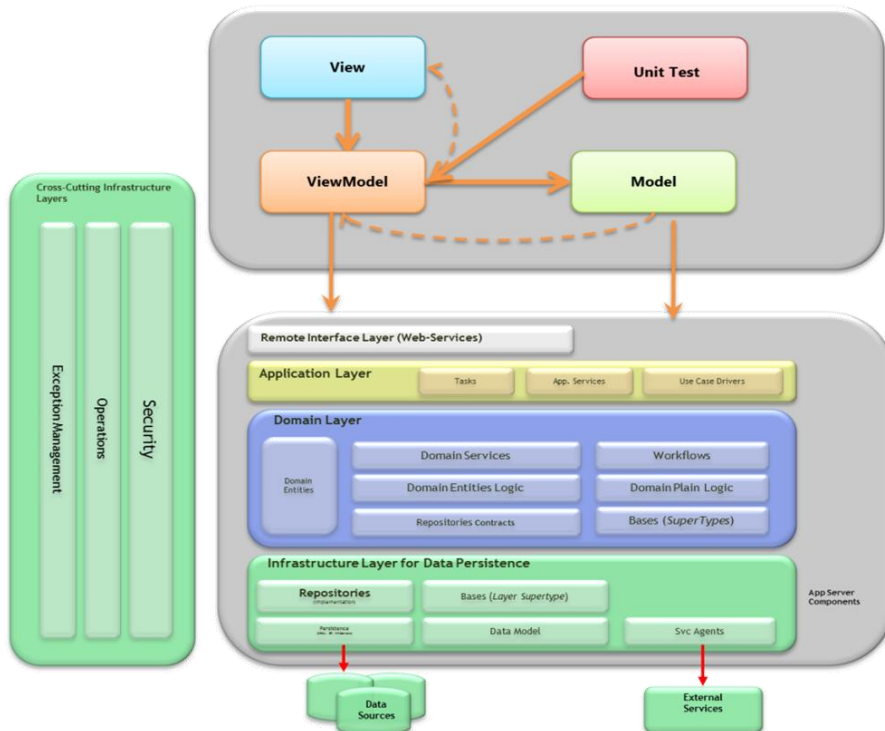 View
Unit Test
ViewModel
Model
Cross-Cutting Infrastructure
Layers
Exception Management
Operations
Security
Remote Interface Layer (Web-Services)
Application Layer
Tasks
App. Services
Use Case Drivers
Domain Layer
Domain
Entities
Domain Services
Workflows
Domain Entities Logic
Domain Plain Logic
Repositories Contracts
Bases (SuperTypes)
Infrastructure Layer for Data Persistence
Repositories
Bases (Layer Supertype)
Persistence
Data Model
Svc Agents
App Server
Components
Data
Sources
External
Services